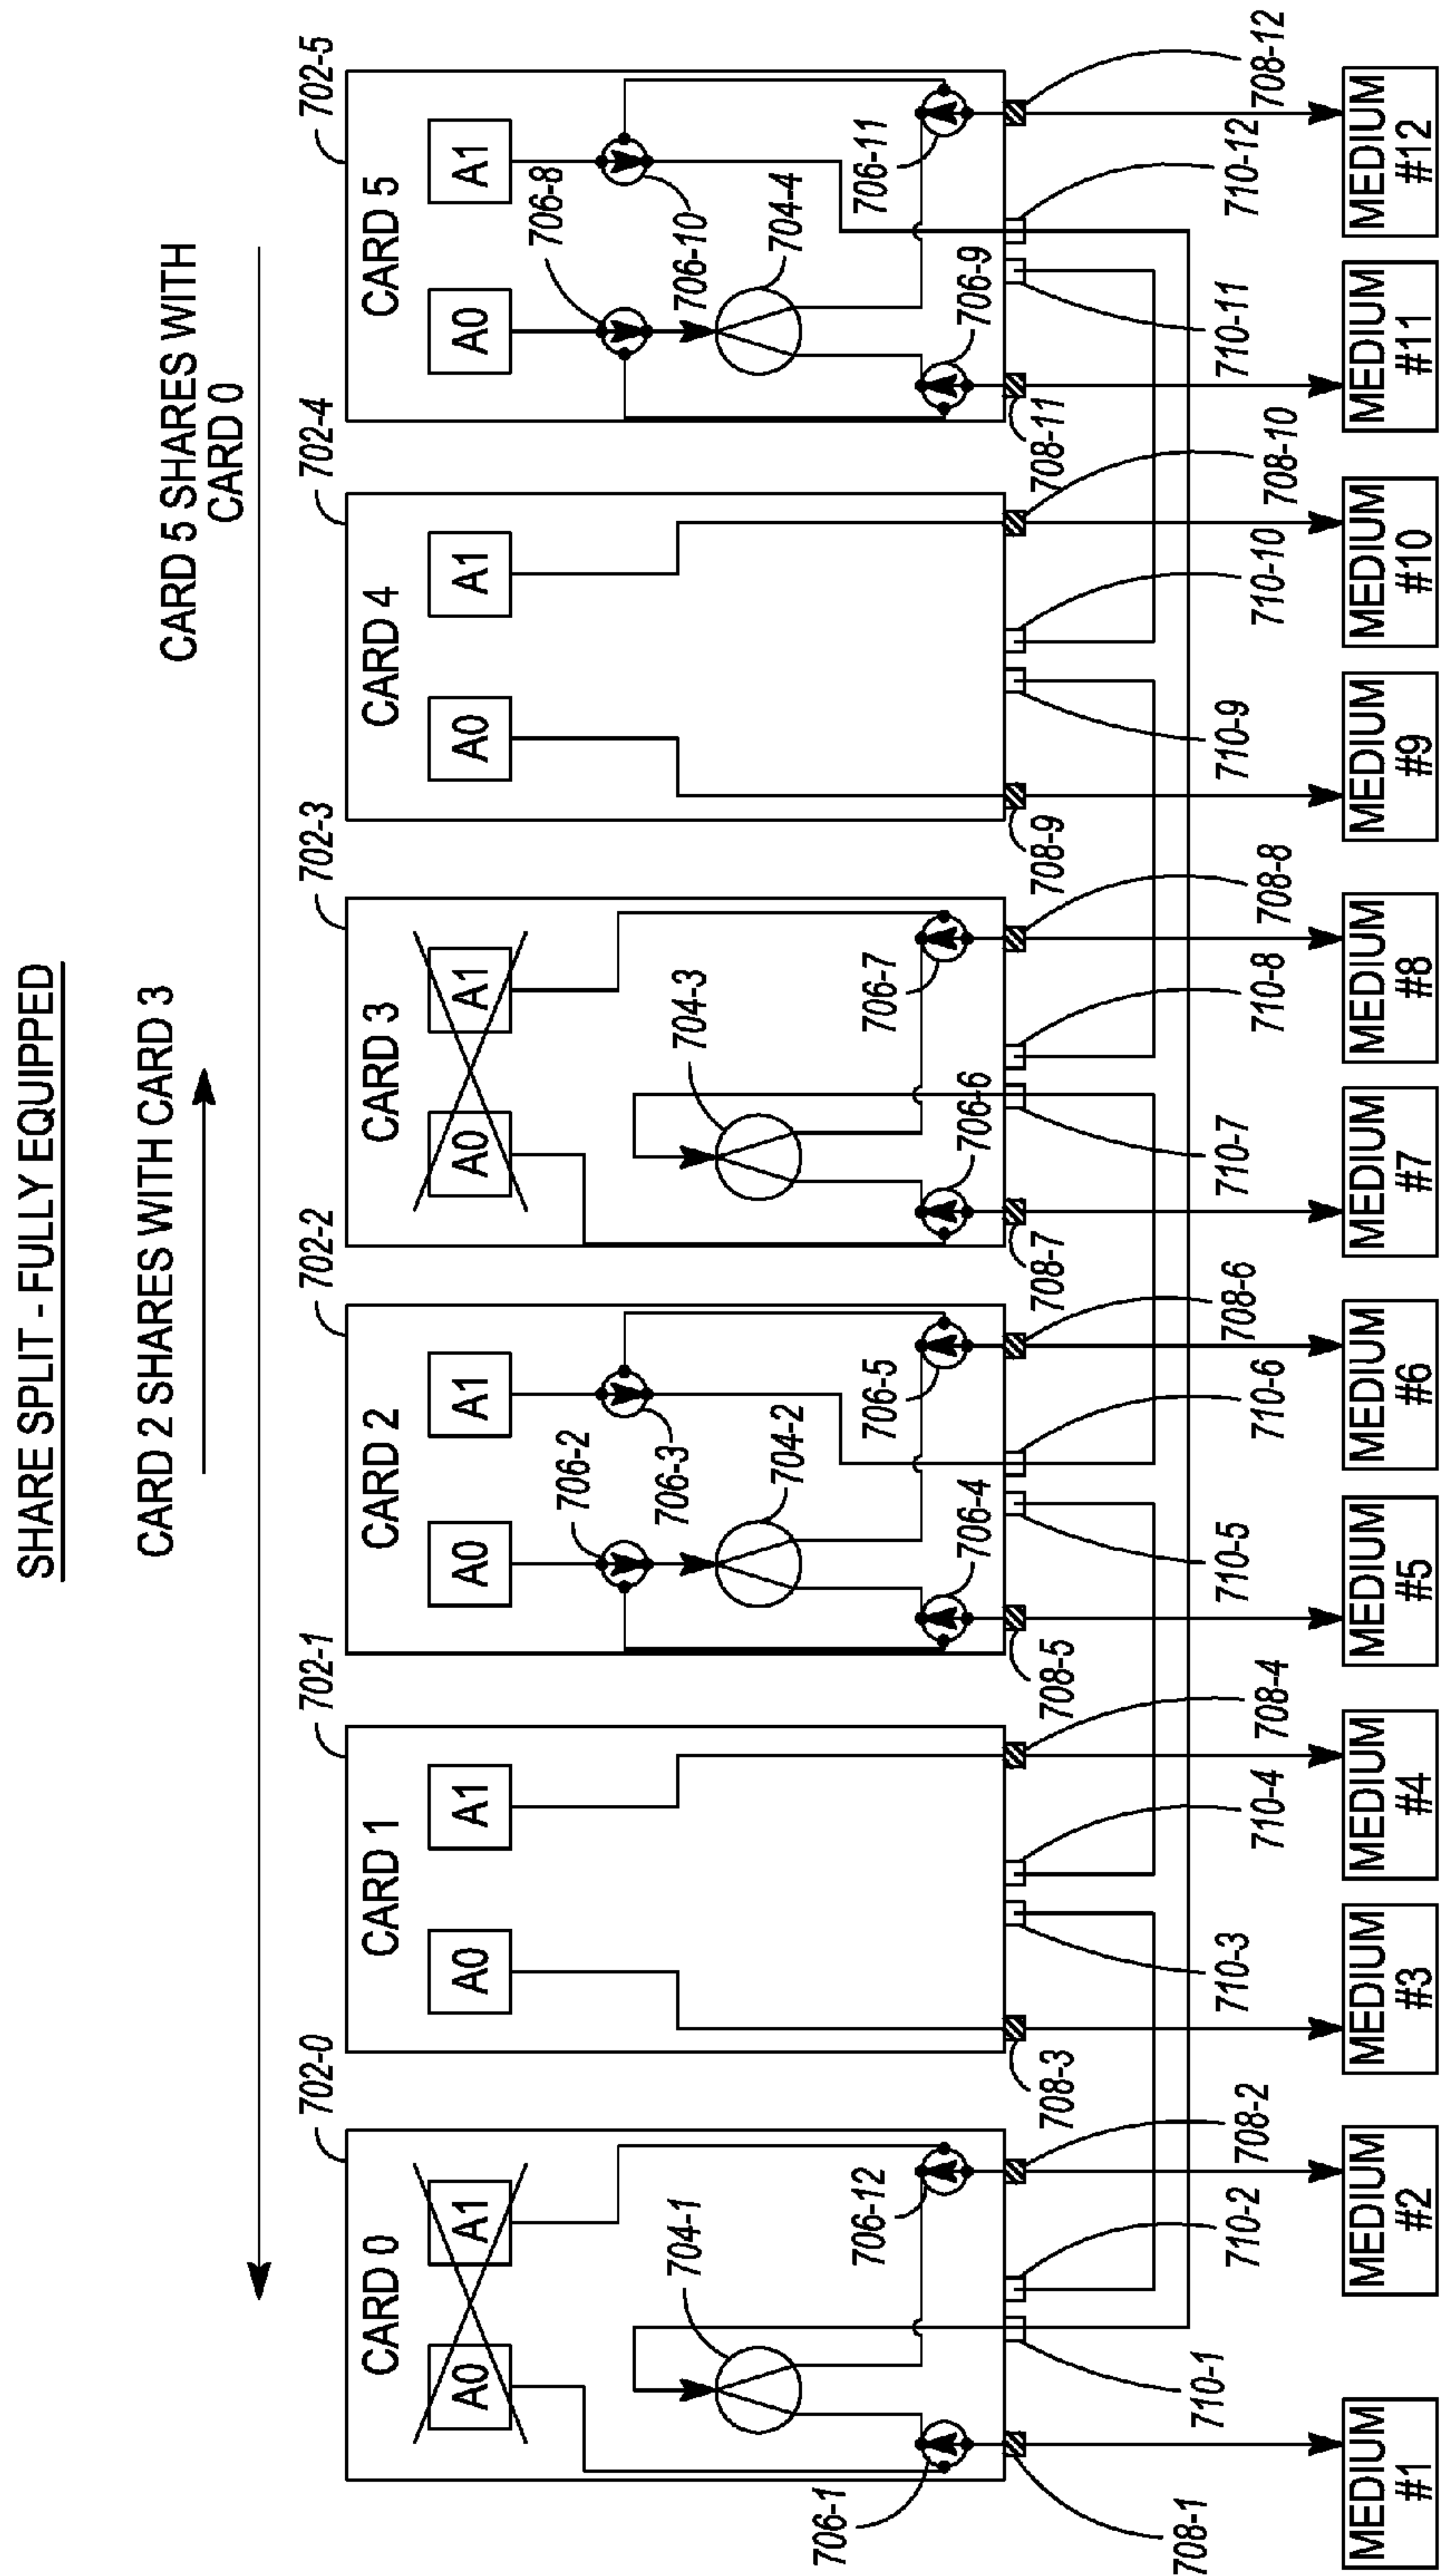 SHARE SPLIT - FULLY EQUIPPED
CARD 2 SHARES WITH CARD 3
CARD 5 SHARES WITH
CARD 0
702-0
702-1
702-2
702-3
702-4
702-5
CARD 0
CARD 1
CARD 2
CARD 3
CARD 4
CARD 5
A0
A1
A0
A1
A0
A1
A0
A1
A0
A1
A0
A1
706-2
706-8
706-3
706-10
704-1
704-2
704-3
704-4
706-1
706-12
706-4
706-5
706-6
706-7
706-9
706-11
708-3
708-5
708-7
708-9
708-11
708-1
710-1
710-2
708-2
710-3
710-4
708-4
710-5
710-6
708-6
710-7
710-8
708-8
710-9
710-10
708-10
710-11
710-12
708-12
MEDIUM
#1
MEDIUM
#2
MEDIUM
#3
MEDIUM
#4
MEDIUM
#5
MEDIUM
#6
MEDIUM
#7
MEDIUM
#8
MEDIUM
#9
MEDIUM
#10
MEDIUM
#11
MEDIUM
#12